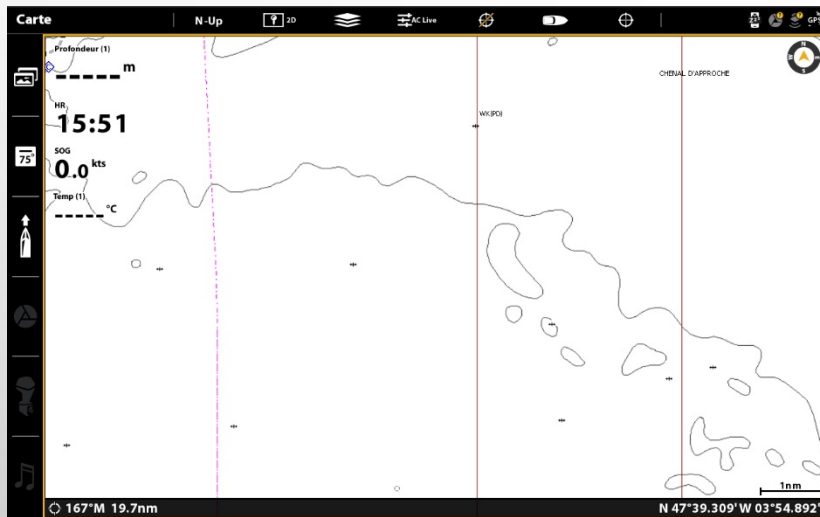 Carte
N-Up
2D
AC Live
GPS
Profondeur (1)
----- m
HR
15:51
SOG
0.0 kts
Temp (1)
----- °C
75°
N
E
S
W
WK(PD)
CHENAL D'APPROCHE
1nm
167°M 19.7nm
N 47°39.309' W 03°54.892'